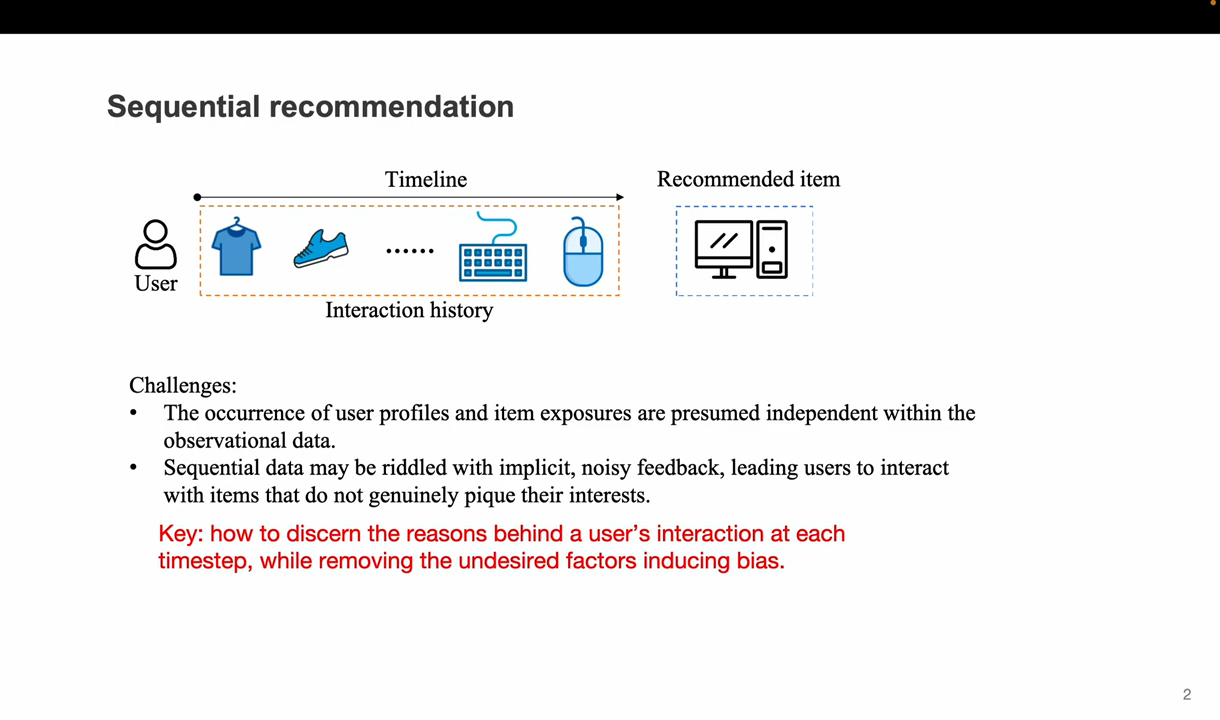 Sequential recommendation
Timeline
Recommended item
User
Interaction history
Challenges:
• The occurrence of user profiles and item exposures are presumed independent within the
observational data.
• Sequential data may be riddled with implicit, noisy feedback, leading users to interact
with items that do not genuinely pique their interests.
Key: how to discern the reasons behind a user’s interaction at each
timestep, while removing the undesired factors inducing bias.
2